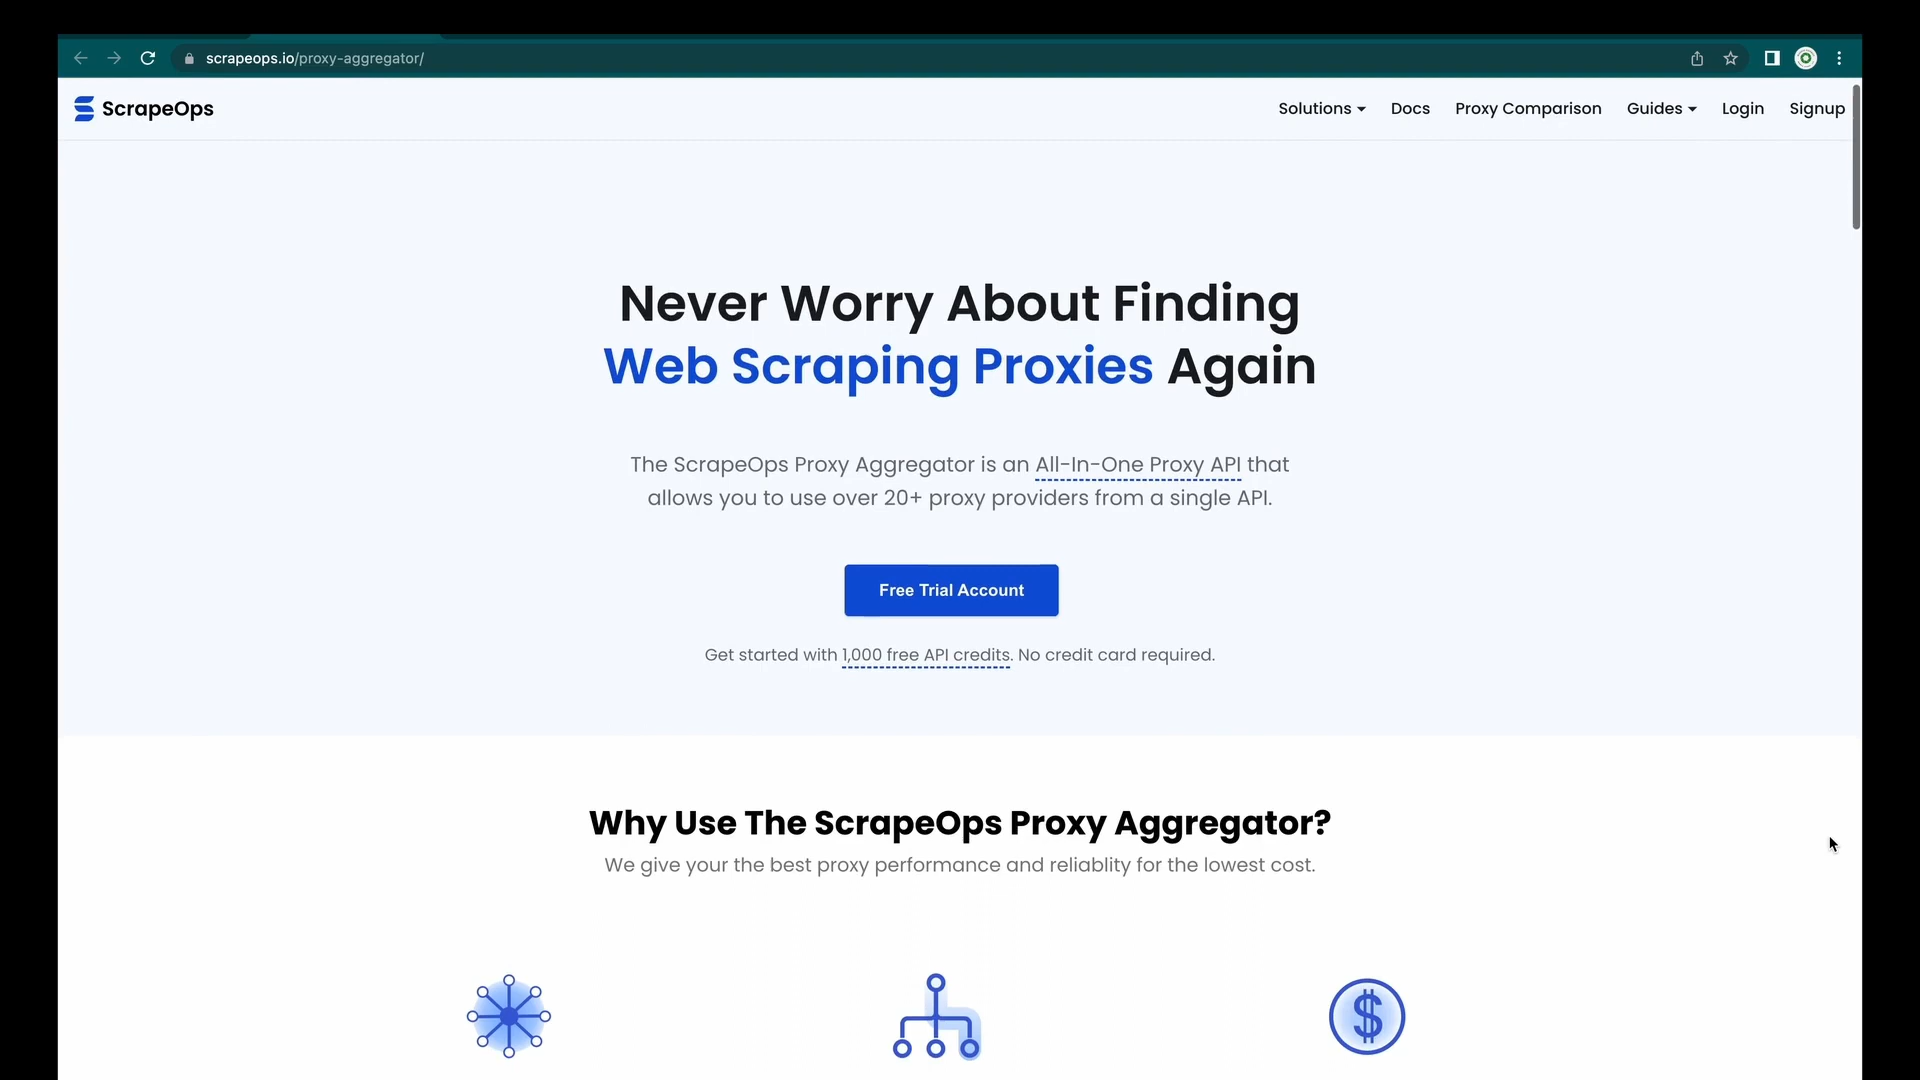 scrapeops.io/proxy-aggregator/
ScrapeOps
Solutions
Docs
Proxy Comparison
Guides
Login
Signup
Never Worry About Finding
Web Scraping Proxies Again
The ScrapeOps Proxy Aggregator is an All-In-One Proxy API that
allows you to use over 20+ proxy providers from a single API.
Free Trial Account
Get started with 1,000 free API credits. No credit card required.
Why Use The ScrapeOps Proxy Aggregator?
We give your the best proxy performance and reliablity for the lowest cost.